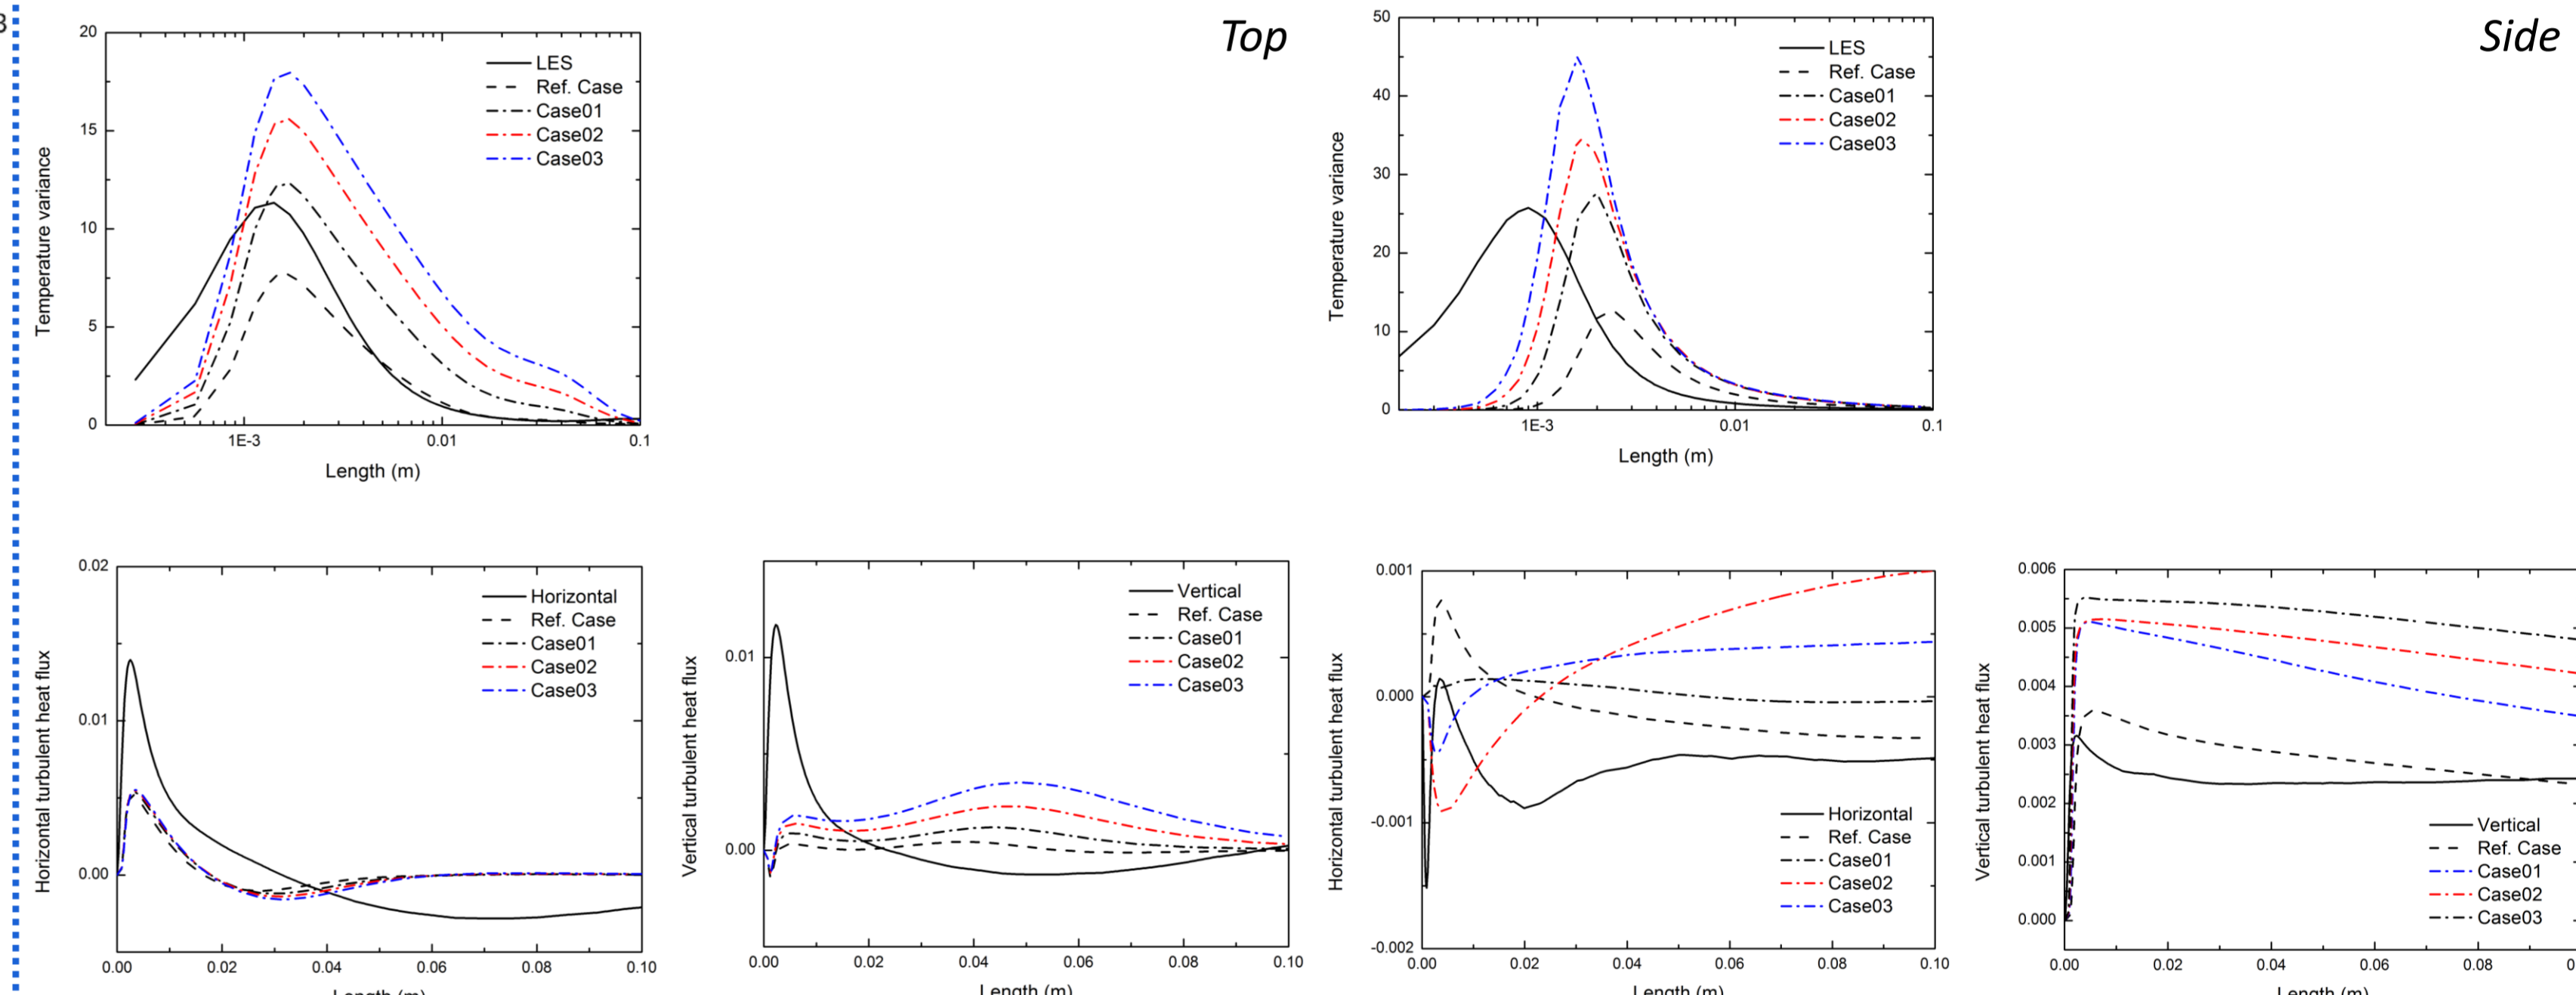 3
Top
Side
20
15
10
5
0
1E-3
0.01
0.1
Temperature variance
Length (m)
LES
Ref. Case
Case01
Case02
Case03
50
40
30
20
10
0
1E-3
0.01
0.1
Temperature variance
Length (m)
LES
Ref. Case
Case01
Case02
Case03
0.02
0.01
0.00
0.00
0.02
0.04
0.06
0.08
0.10
Horizontal turbulent heat flux
Length (m)
Horizontal
Ref. Case
Case01
Case02
Case03
0.01
0.00
0.00
0.02
0.04
0.06
0.08
0.10
Vertical turbulent heat flux
Length (m)
Vertical
Ref. Case
Case01
Case02
Case03
0.001
0.000
-0.001
-0.002
0.00
0.02
0.04
0.06
0.08
0.10
Horizontal turbulent heat flux
Length (m)
Horizontal
Ref. Case
Case01
Case02
Case03
0.006
0.005
0.004
0.003
0.002
0.001
0.000
0.00
0.02
0.04
0.06
0.08
Vertical turbulent heat flux
Length (m)
Vertical
Ref. Case
Case01
Case02
Case03